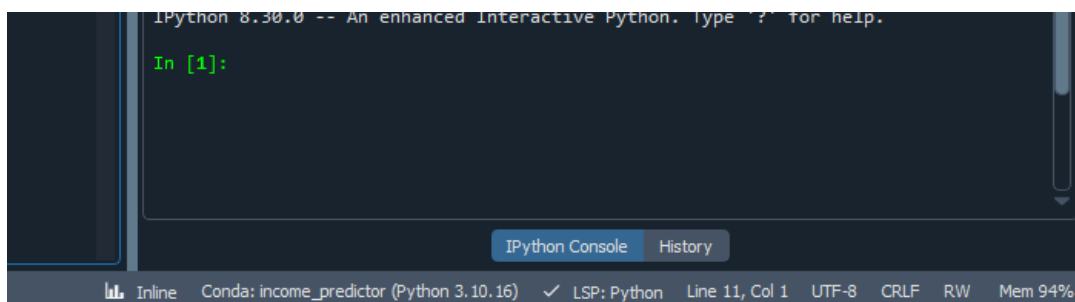 IPython 8.30.0 -- An enhanced Interactive Python. Type '?' for help.
In [1]:
IPython Console History
Inline Conda: income_predictor (Python 3.10.16) ✓ LSP: Python Line 11, Col 1 UTF-8 CRLF RW Mem 94%